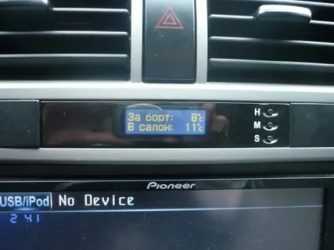 За борт: 8°c
В салон: 11°c
H
M
S
Pioneer
USB/iPod No Device
2 41